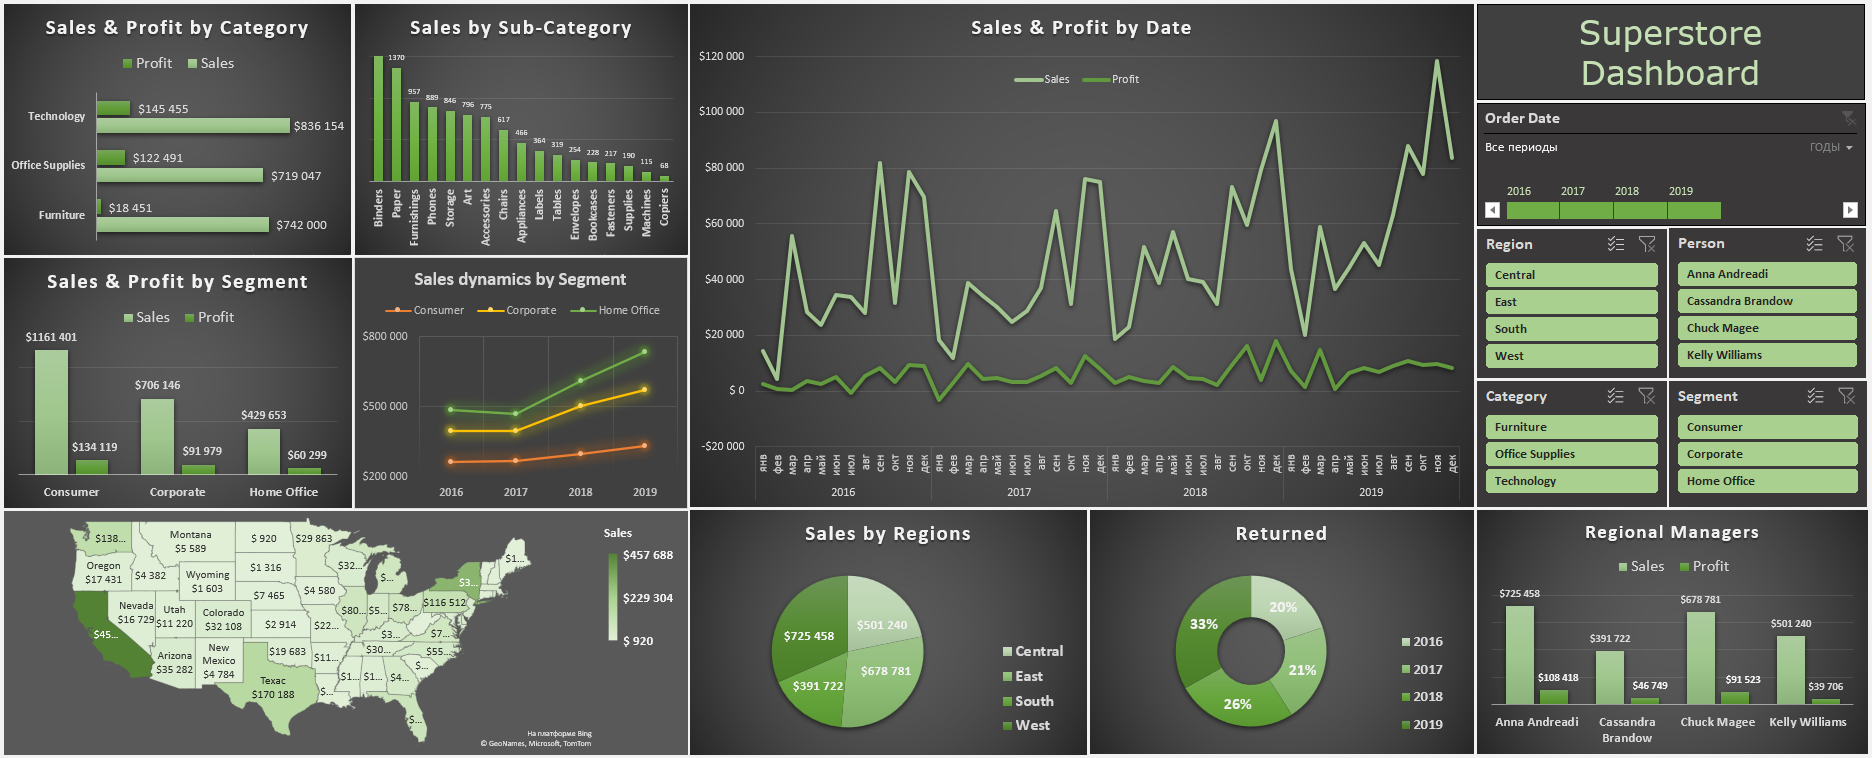 Sales & Profit by Category
Profit
Sales
Technology
$145 455
$836 154
Office Supplies
$122 491
$719 047
Furniture
$18 451
$742 000
Sales by Sub-Category
1370
957
889
846
796
775
617
466
364
319
254
228
217
190
115
68
Binders
Paper
Furnishings
Phones
Storage
Art
Accessories
Chairs
Appliances
Labels
Tables
Envelopes
Bookcases
Fasteners
Supplies
Machines
Copiers
Sales & Profit by Date
Sales
Profit
$120 000
$100 000
$80 000
$60 000
$40 000
$20 000
$ 0
-$20 000
янв фев мар апр май июн июл авг сен окт ноя дек
янв фев мар апр май июн июл авг сен окт ноя дек
янв фев мар апр май июн июл авг сен окт ноя дек
янв фев мар апр май июн июл авг сен окт ноя дек
2016
2017
2018
2019
Superstore
Dashboard
Order Date
Все периоды
ГОДЫ
2016
2017
2018
2019
Region
Central
East
South
West
Person
Anna Andreadi
Cassandra Brandow
Chuck Magee
Kelly Williams
Category
Furniture
Office Supplies
Technology
Segment
Consumer
Corporate
Home Office
Sales & Profit by Segment
Sales
Profit
$1161 401
$134 119
$706 146
$91 979
$429 653
$60 299
Consumer
Corporate
Home Office
Sales dynamics by Segment
Consumer
Corporate
Home Office
$800 000
$500 000
$200 000
2016
2017
2018
2019
$138...
Montana
$5 589
$ 920
$29 863
Oregon
$17 431
$4 382
Wyoming
$1 603
$1 316
$32...
$...
$3...
$1...
$7 465
$4 580
Nevada
$16 729
Utah
$11 220
Colorado
$32 108
$2 914
$22...
$80...
$5...
$78...
$116 512
$45...
$3...
$7...
Arizona
$35 282
New
Mexico
$4 784
$19 683
$11...
$30...
$55...
$...
Техас
$170 188
$...
$1...
$1...
$4...
$...
Sales
$457 688
$229 304
$ 920
На платформе Bing
© GeoNames, Microsoft, TomTom
Sales by Regions
$725 458
$501 240
$678 781
$391 722
Central
East
South
West
Returned
20%
21%
26%
33%
2016
2017
2018
2019
Regional Managers
Sales
Profit
$725 458
$108 418
$391 722
$46 749
$678 781
$91 523
$501 240
$39 706
Anna Andreadi
Cassandra
Brandow
Chuck Magee
Kelly Williams